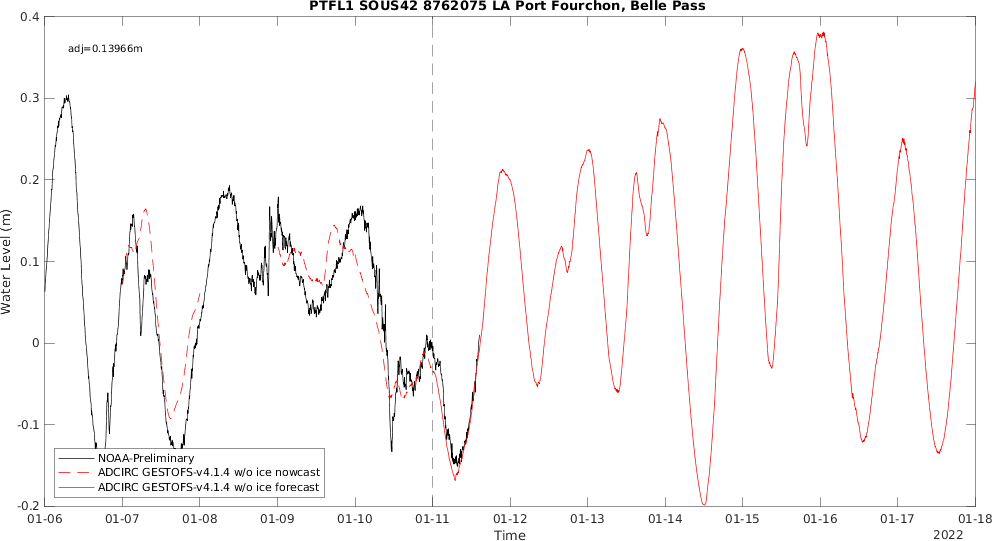 PTFL1 SOUS42 8762075 LA Port Fourchon, Belle Pass
0.4
adj=0.13966m
0.3
0.2
0.1
0
-0.1
-0.2
Water Level (m)
NOAA-Preliminary
ADCIRC GESTOFS-v4.1.4 w/o ice nowcast
ADCIRC GESTOFS-v4.1.4 w/o ice forecast
01-06 01-07 01-08 01-09 01-10 01-11 01-12 01-13 01-14 01-15 01-16 01-17 01-18
Time
2022